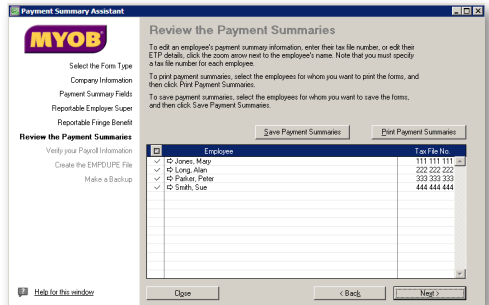 Payment Summary Assistant
MYOB
Select the Form Type
Company Information
Payment Summary Fields
Reportable Employer Super
Reportable Fringe Benefit
Review the Payment Summaries
Verify your Payroll Information
Create the EMPDUPE File
Make a Backup
Help for this window
Review the Payment Summaries
To edit an employee's payment summary information, enter their tax file number, or edit their
ETP details, click the zoom arrow next to the employee's name. Note that you must specify
a tax file number for each employee.
To print payment summaries, select the employees for whom you want to print the forms, and
then click Print Payment Summaries.
To save payment summaries, select the employees for whom you want to save the forms,
and then click Save Payment Summaries.
Save Payment Summaries Print Payment Summaries
Employee Tax File No.
Jones, Mary 111 111 111
Long, Alan 222 222 222
Parker, Peter 333 333 333
Smith, Sue 444 444 444
Close < Back Next >